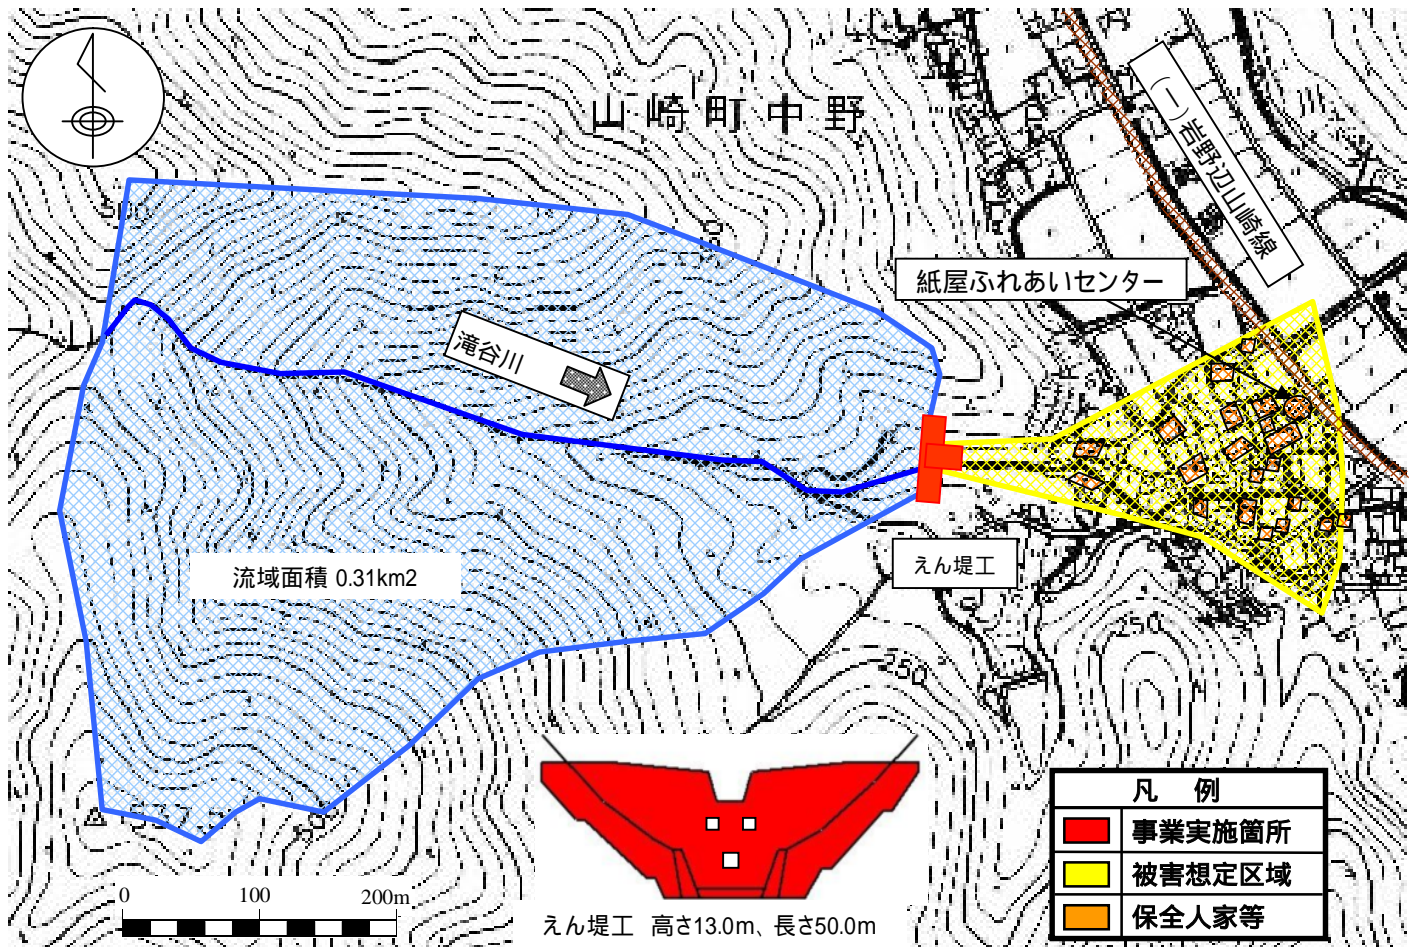 山崎町中野
(一)岩野辺山崎線
紙屋ふれあいセンター
滝谷川
えん堤工
流域面積 0.31km2
250
250
凡 例
事業実施箇所
被害想定区域
保全人家等
0 100 200m
えん堤工 高さ13.0m、長さ50.0m